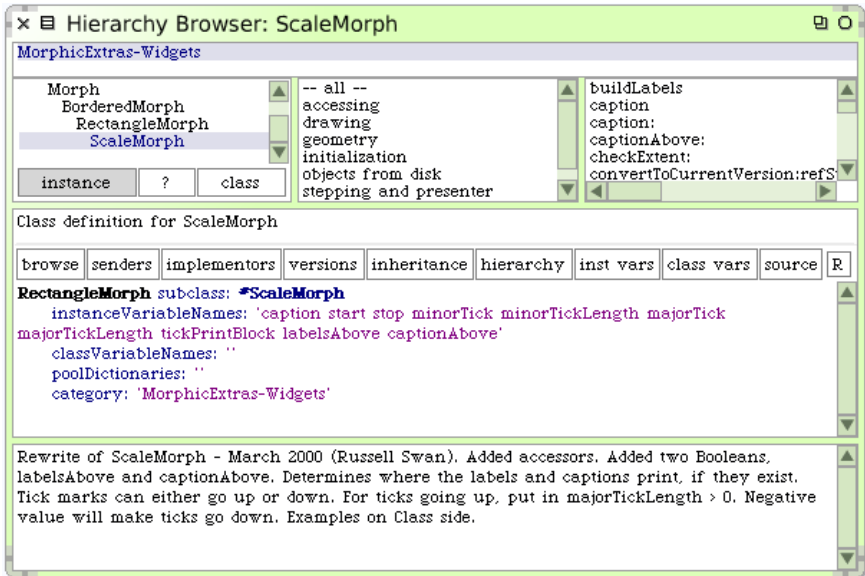 Hierarchy Browser: ScaleMorph
MorphicExtras-Widgets
Morph
BorderedMorph
RectangleMorph
ScaleMorph
instance ? class
-- all --
accessing
drawing
geometry
initialization
objects from disk
stepping and presenter
buildLabels
caption
caption:
captionAbove:
checkExtent:
convertToCurrentVersion:refS
Class definition for ScaleMorph
browse senders implementors versions inheritance hierarchy inst vars class vars source R
RectangleMorph subclass: #ScaleMorph
instanceVariableNames: 'caption start stop minorTick minorTickLength majorTick
majorTickLength tickPrintBlock labelsAbove captionAbove'
classVariableNames: ''
poolDictionaries: ''
category: 'MorphicExtras-Widgets'
Rewrite of ScaleMorph - March 2000 (Russell Swan). Added accessors. Added two Booleans,
labelsAbove and captionAbove. Determines where the labels and captions print, if they exist.
Tick marks can either go up or down. For ticks going up, put in majorTickLength > 0. Negative
value will make ticks go down. Examples on Class side.